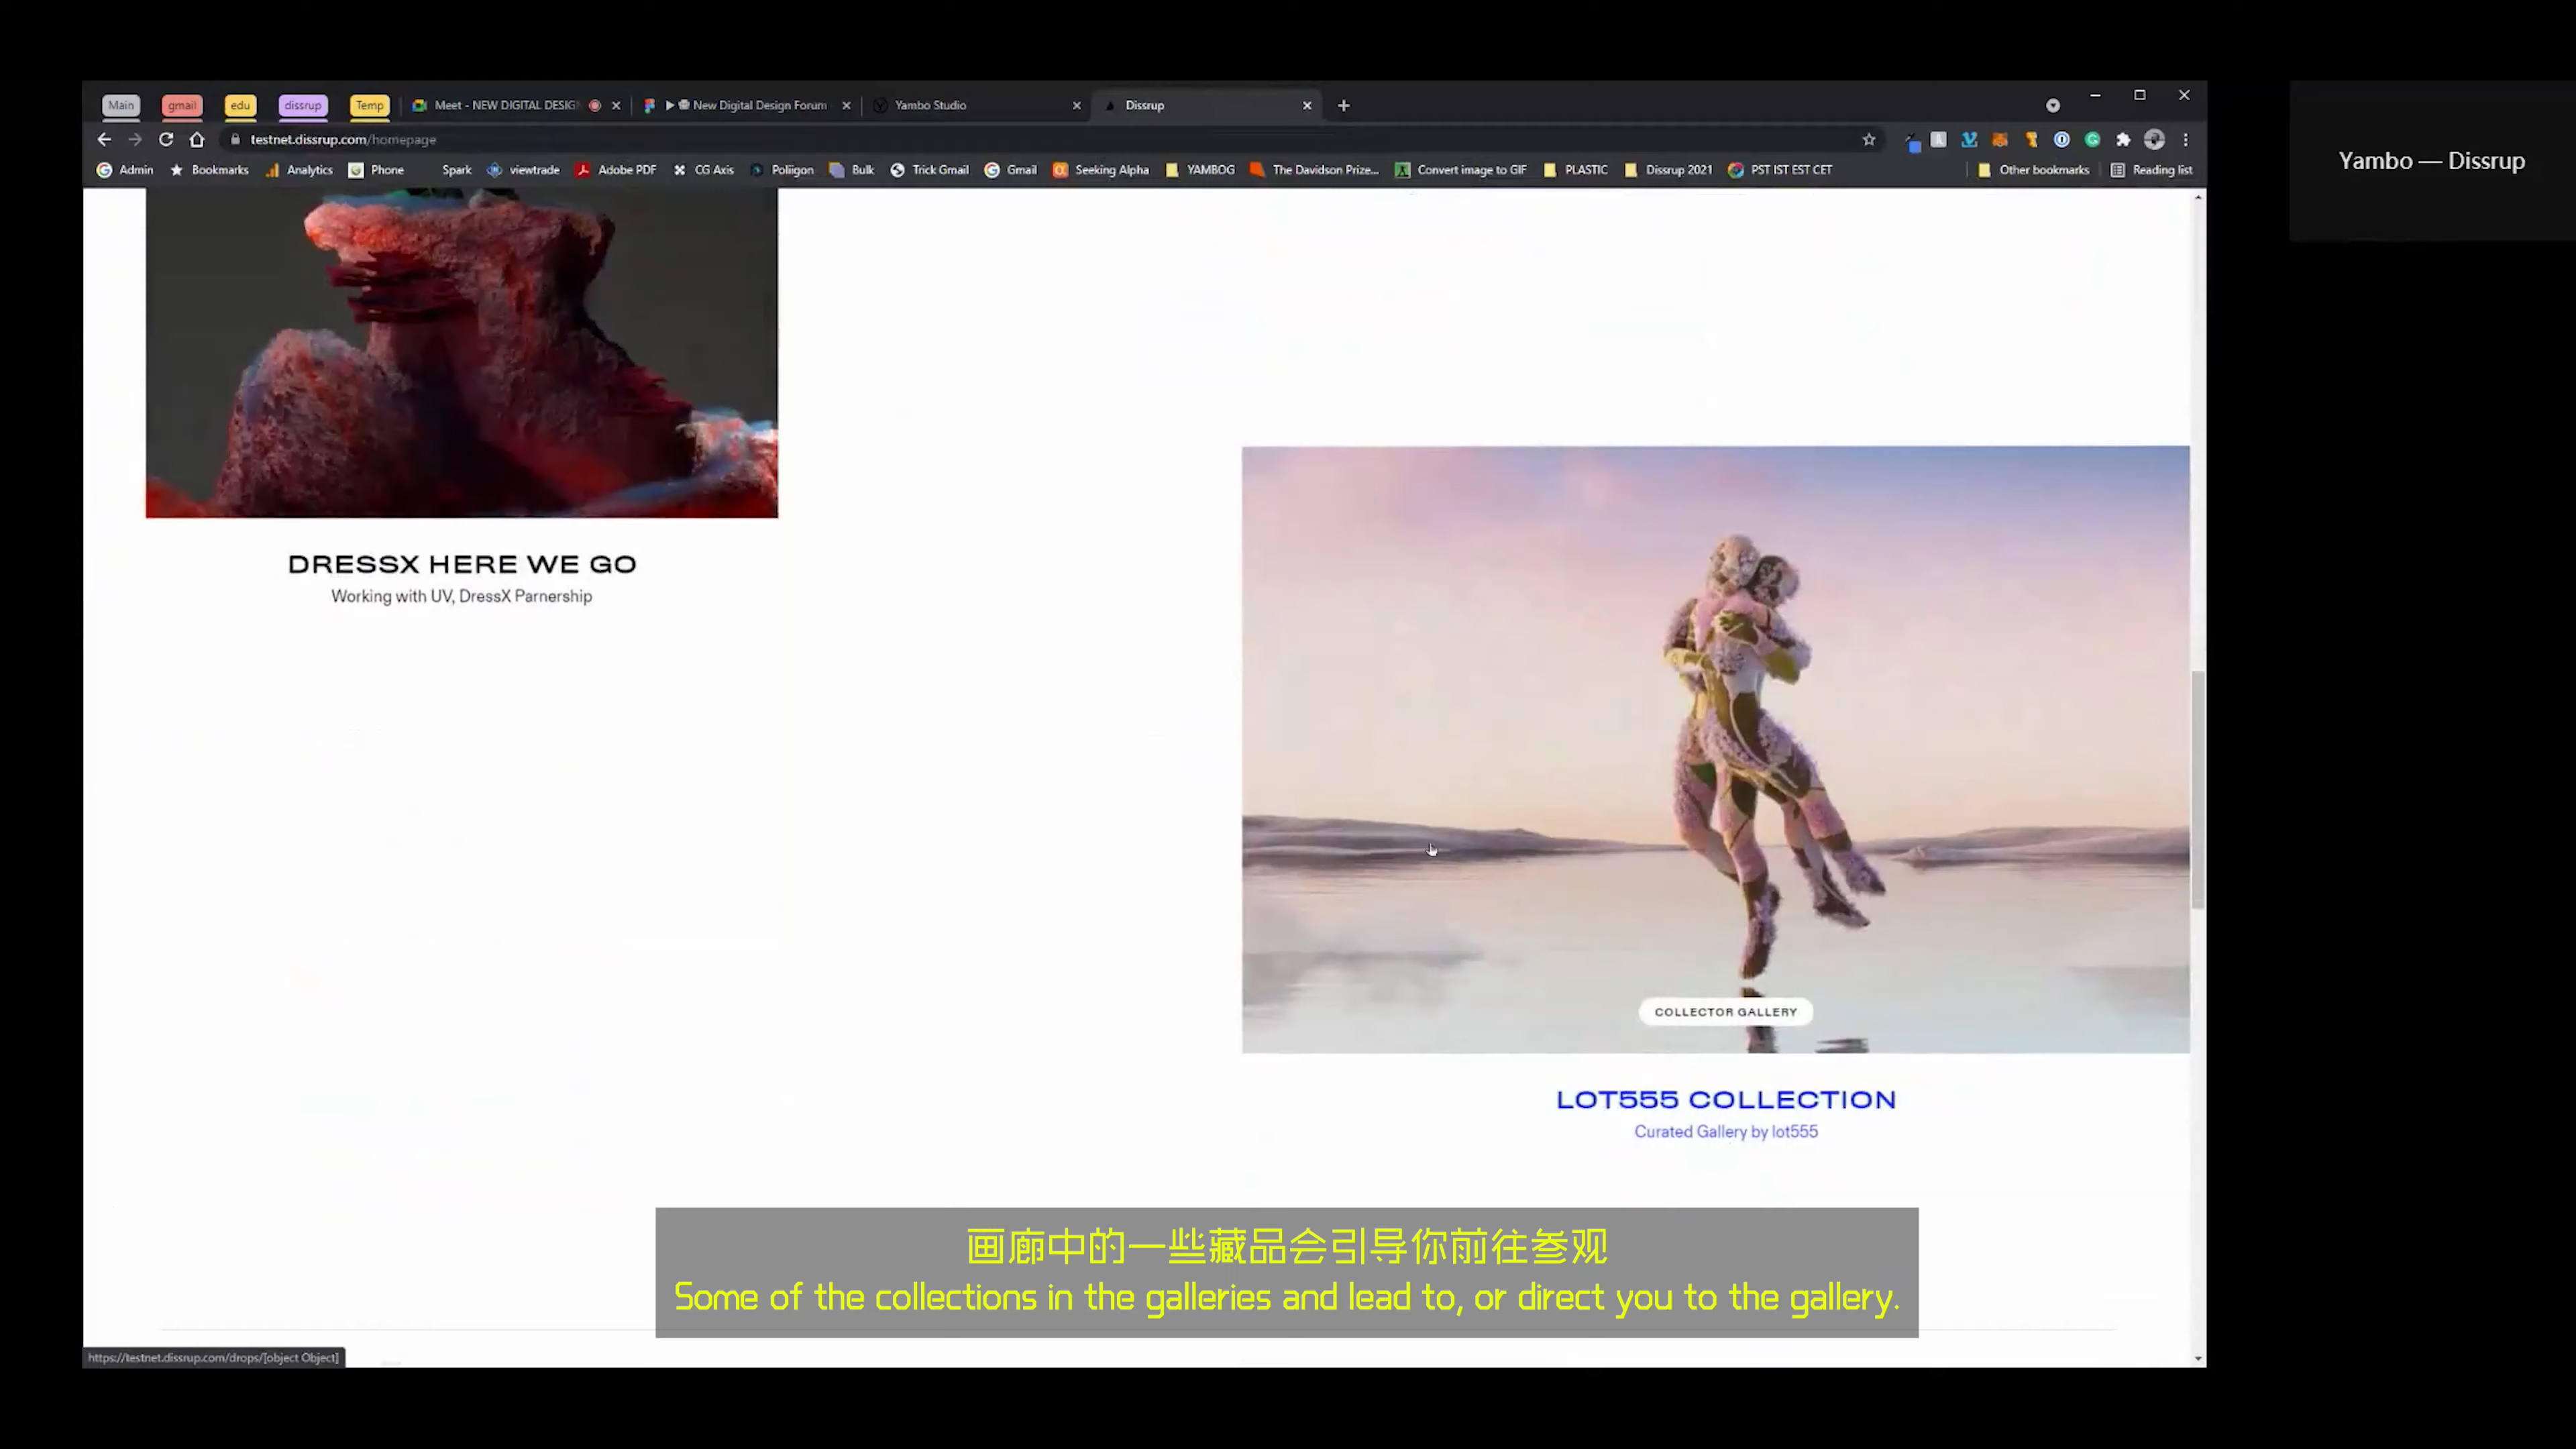 Main
gmail
edu
dissrup
Temp
Meet - NEW DIGITAL DESIG
New Digital Design Forum
Yambo Studio
Dissrup
testnet.dissrup.com/homepage
Admin
Bookmarks
Analytics
Phone
Spark
viewtrade
Adobe PDF
CG Axis
Poliigon
Bulk
Trick Gmail
Gmail
Seeking Alpha
YAMBOG
The Davidson Prize...
Convert image to GIF
PLASTIC
Dissrup 2021
PST IST EST CET
Other bookmarks
Reading list
Yambo — Dissrup
DRESSX HERE WE GO
Working with UV, DressX Parnership
COLLECTOR GALLERY
LOT555 COLLECTION
Curated Gallery by lot555
画廊中的一些藏品会引导你前往参观
Some of the collections in the galleries and lead to, or direct you to the gallery.
https://testnet.dissrup.com/drops/[object Object]